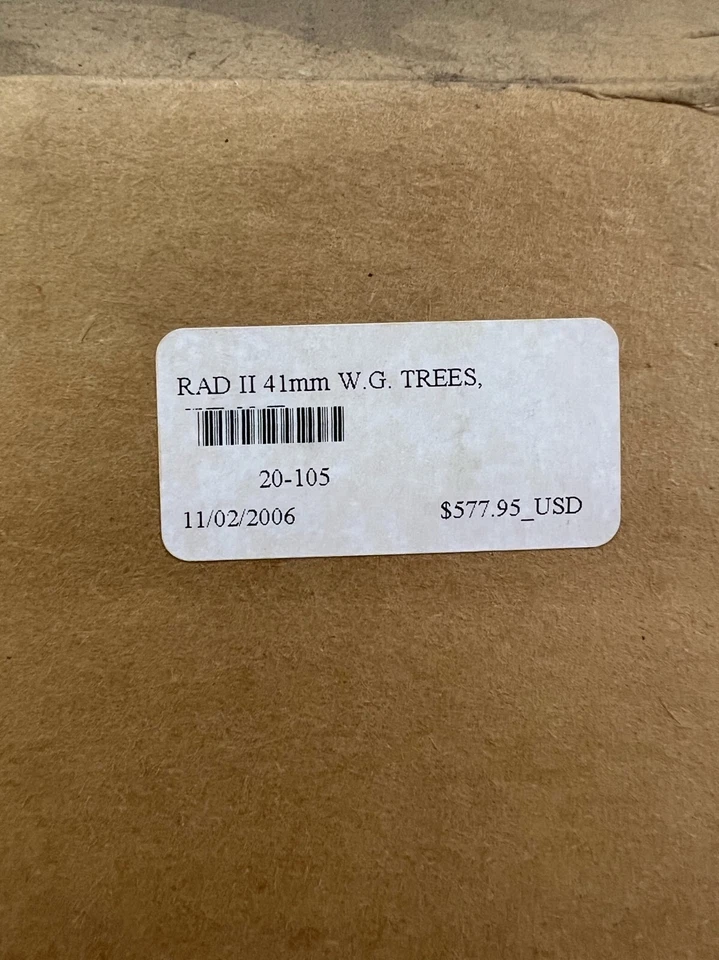 RAD II 41mm W.G. TREES,
20-105
11/02/2006 $577.95_USD